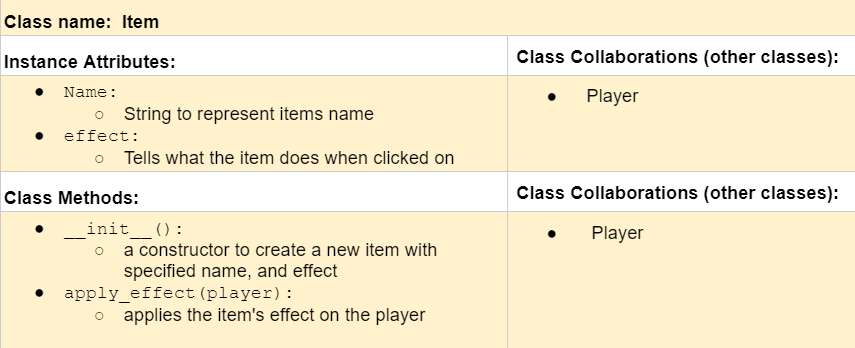 Class name: Item
Instance Attributes:
Class Collaborations (other classes):
● Name:
○ String to represent items name
● effect:
○ Tells what the item does when clicked on
● Player
Class Methods:
Class Collaborations (other classes):
● __init__():
○ a constructor to create a new item with
specified name, and effect
● apply_effect(player):
○ applies the item's effect on the player
● Player